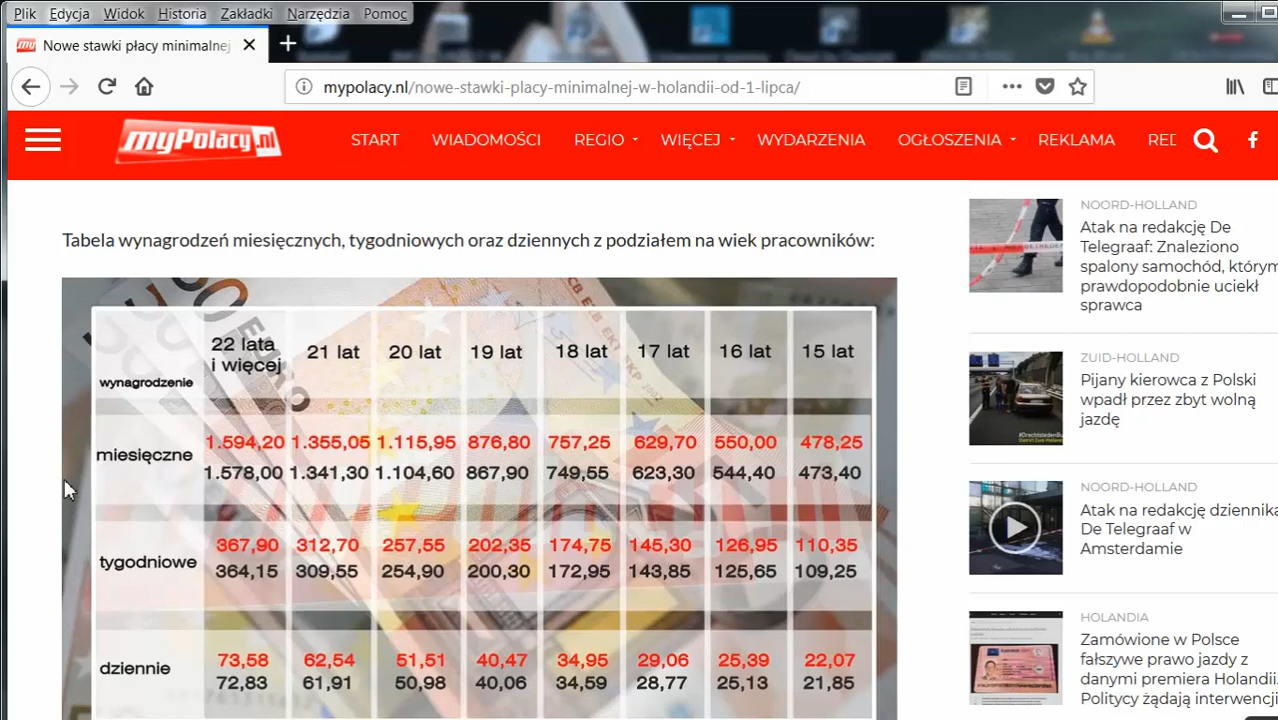 Plik Edycja Widok Historia Zakładki Narzędzia Pomoc
my Nowe stawki płacy minimalnej
mypolacy.nl/nowe-stawki-placy-minimalnej-w-holandii-od-1-lipca/
myPolacy.nl START WIADOMOŚCI REGIO WIĘCEJ WYDARZENIA OGŁOSZENIA REKLAMA RED
Tabela wynagrodzeń miesięcznych, tygodniowych oraz dziennych z podziałem na wiek pracowników:
wynagrodzenie 22 lata i więcej 21 lat 20 lat 19 lat 18 lat 17 lat 16 lat 15 lat
miesięczne
1.594,20 1.355,05 1.115,95 876,80 757,25 629,70 550,00 478,25
1.578,00 1.341,30 1.104,60 867,90 749,55 623,30 544,40 473,40
tygodniowe
367,90 312,70 257,55 202,35 174,75 145,30 126,95 110,35
364,15 309,55 254,90 200,30 172,95 143,85 125,65 109,25
dziennie
73,58 62,54 51,51 40,47 34,95 29,06 25,39 22,07
72,83 61,91 50,98 40,06 34,59 28,77 25,13 21,85
NOORD-HOLLAND
Atak na redakcję De
Telegraaf: Znaleziono
spalony samochód, którym
prawdopodobnie uciekł
sprawca
ZUID-HOLLAND
Pijany kierowca z Polski
wpadł przez zbyt wolną
jazdę
NOORD-HOLLAND
Atak na redakcję dziennika
De Telegraaf w
Amsterdamie
HOLANDIA
Zamówione w Polsce
fałszywe prawo jazdy z
danymi premiera Holandii.
Politycy żądają interwencji